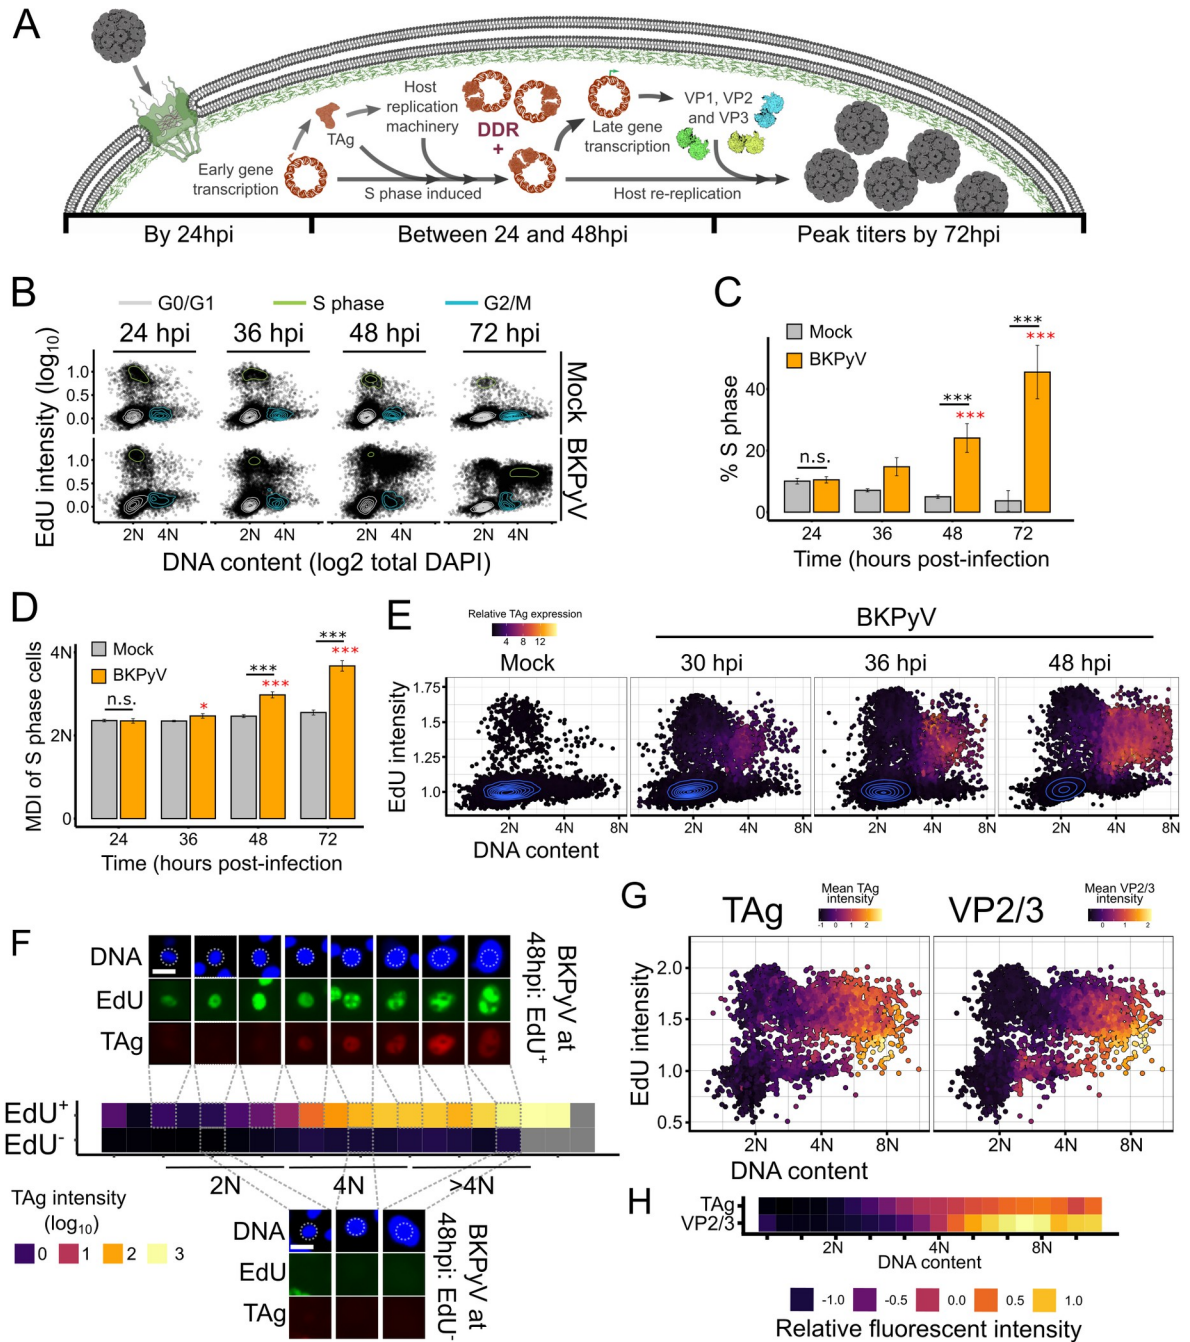 A
Early gene
transcription
TAg
Host
replication
machinery
DDR
+
S phase induced
Late gene
transcription
VP1, VP2
and VP3
Host re-replication
By 24hpi
Between 24 and 48hpi
Peak titers by 72hpi
B
G0/G1
S phase
G2/M
24 hpi
36 hpi
48 hpi
72 hpi
EdU intensity (log10)
1.0
0.5
0.0
1.0
0.5
0.0
Mock
BKPyV
2N 4N
2N 4N
2N 4N
2N 4N
DNA content (log2 total DAPI)
C
Mock
BKPyV
% S phase
40
20
0
n.s.
***
***
***
***
24 36 48 72
Time (hours post-infection
D
MDI of S phase cells
4N
2N
0
Mock
BKPyV
n.s.
*
***
***
***
***
24 36 48 72
Time (hours post-infection
E
Relative TAg expression
4 8 12
BKPyV
Mock
30 hpi
36 hpi
48 hpi
EdU intensity
1.75
1.5
1.25
1.0
2N 4N 8N
2N 4N 8N
2N 4N 8N
2N 4N 8N
DNA content
F
DNA
EdU
TAg
BKPyV at
48hpi: EdU+
EdU+
EdU-
2N
4N
>4N
TAg intensity
(log10)
0 1 2 3
DNA
EdU
TAg
BKPyV at
48hpi: EdU-
G
TAg
Mean TAg
intensity
-1 0 1 2
VP2/3
Mean VP2/3
intensity
0 1 2
EdU intensity
2.0
1.5
1.0
0.5
2N 4N 8N
2N 4N 8N
DNA content
H
TAg
VP2/3
2N 4N 8N
DNA content
-1.0 -0.5 0.0 0.5 1.0
Relative fluorescent intensity